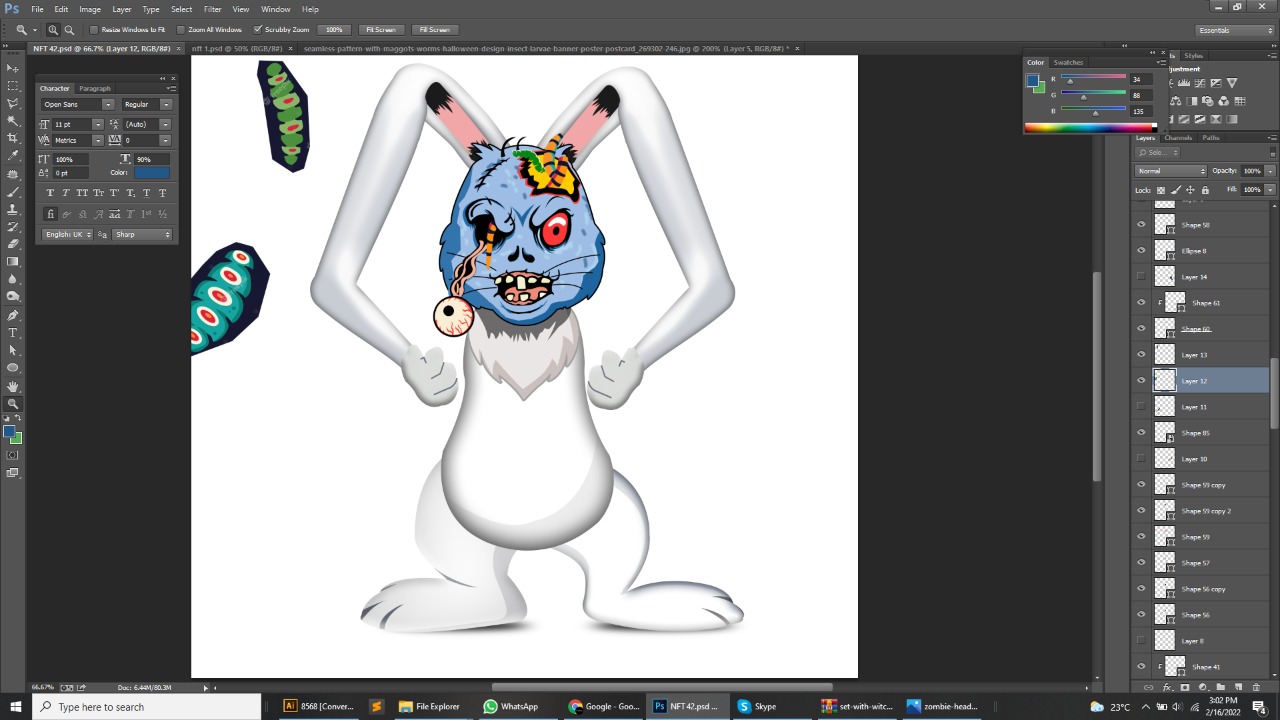 Ps File Edit Image Layer Type Select Filter 3D View Window Help
Resize Windows to Fit Zoom All Windows Scrubby Zoom 100% Fit Screen Fill Screen Essentials
NFT 42.psd @ 66.7% (Layer 12, RGB/8#) × nft 1.psd @ 50% (RGB/8#) × seamless-pattern-with-maggots-worms-halloween-design-insect-larvae-banner-poster-postcard_269302-246.jpg @ 200% (Layer 5, RGB/8#) * ×
Color Swatches
Styles
R 34
G 88
B 135
Character Paragraph
Open Sans Regular
11 pt (Auto)
Metrics 0
100% 90%
0 pt Color:
English UK Sharp
Layers Channels Paths
Normal Opacity: 100%
Lock: Fill: 100%
Shape 58
Ellipse 8
Layer 14
Shape 61
Shape 60
Layer 13
Layer 12
Layer 11
Shape 85
Layer 10
Shape 59 copy
Shape 59 copy 2
Shape 59
Shape 57
Shape 56 copy
Shape 56
Layer 8
Shape 41
66.67% Doc: 6.44M/80.3M
Type here to search
8568 [Conver... File Explorer WhatsApp Google - Goo... NFT 42.psd ... Skype set-with-witc... zombie-head...
23°C
3:02 PM
2/16/2022